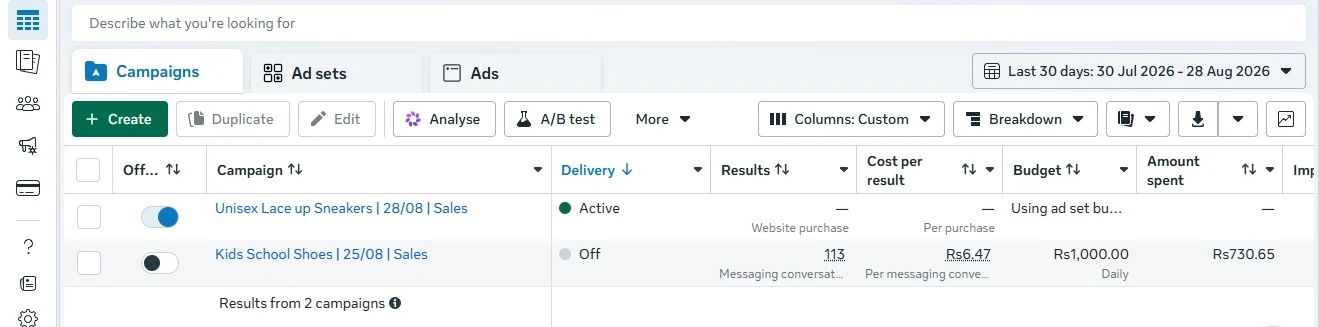 Describe what you're looking for
Campaigns
Ad sets
Ads
Last 30 days: 30 Jul 2026 - 28 Aug 2026
+ Create
Duplicate
Edit
Analyse
A/B test
More
Columns: Custom
Breakdown
Off...
Campaign
Delivery
Results
Cost per
result
Budget
Amount
spent
Imp
Unisex Lace up Sneakers | 28/08 | Sales
Active
—
Website purchase
—
Per purchase
Using ad set bu...
—
Kids School Shoes | 25/08 | Sales
Off
113
Messaging conversat...
Rs6.47
Per messaging conve...
Rs1,000.00
Daily
Rs730.65
Results from 2 campaigns